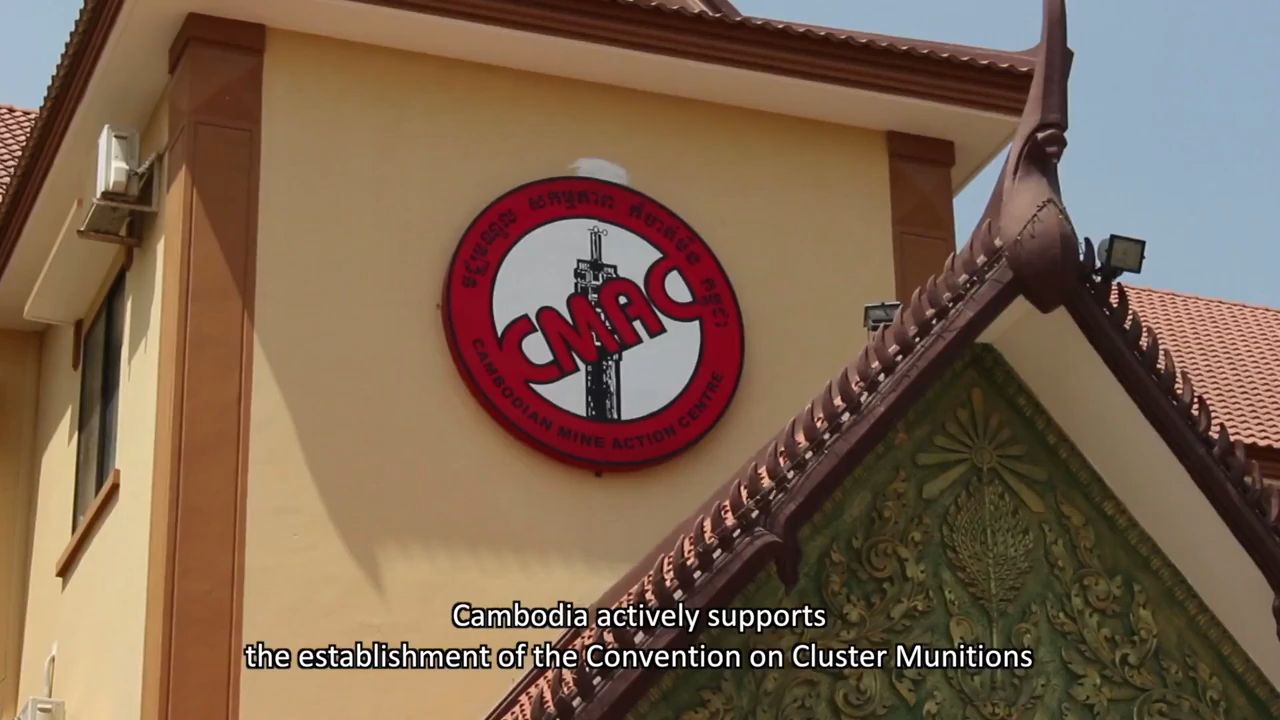 CMAC
CAMBODIAN MINE ACTION CENTRE
Cambodia actively supports
the establishment of the Convention on Cluster Munitions